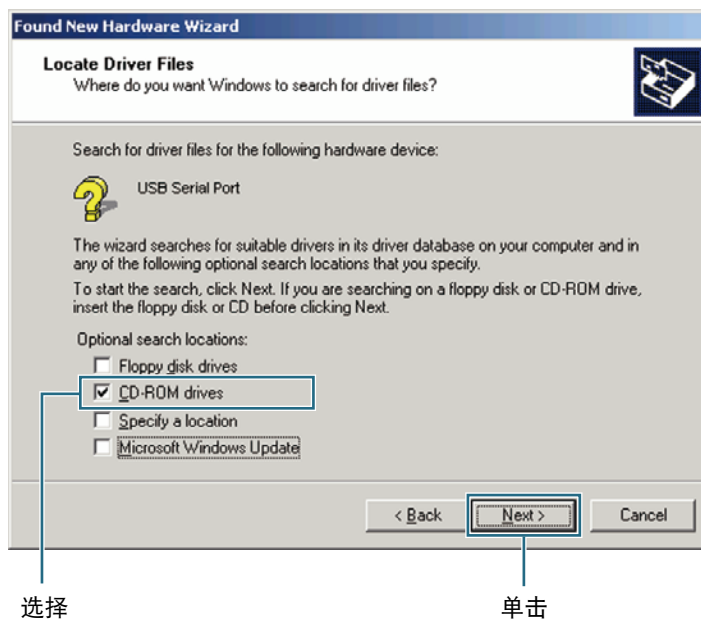 Found New Hardware Wizard
Locate Driver Files
Where do you want Windows to search for driver files?
Search for driver files for the following hardware device:
USB Serial Port
The wizard searches for suitable drivers in its driver database on your computer and in
any of the following optional search locations that you specify.
To start the search, click Next. If you are searching on a floppy disk or CD-ROM drive,
insert the floppy disk or CD before clicking Next.
Optional search locations:
Floppy disk drives
CD-ROM drives
Specify a location
Microsoft Windows Update
< Back
Next >
Cancel
选择
单击